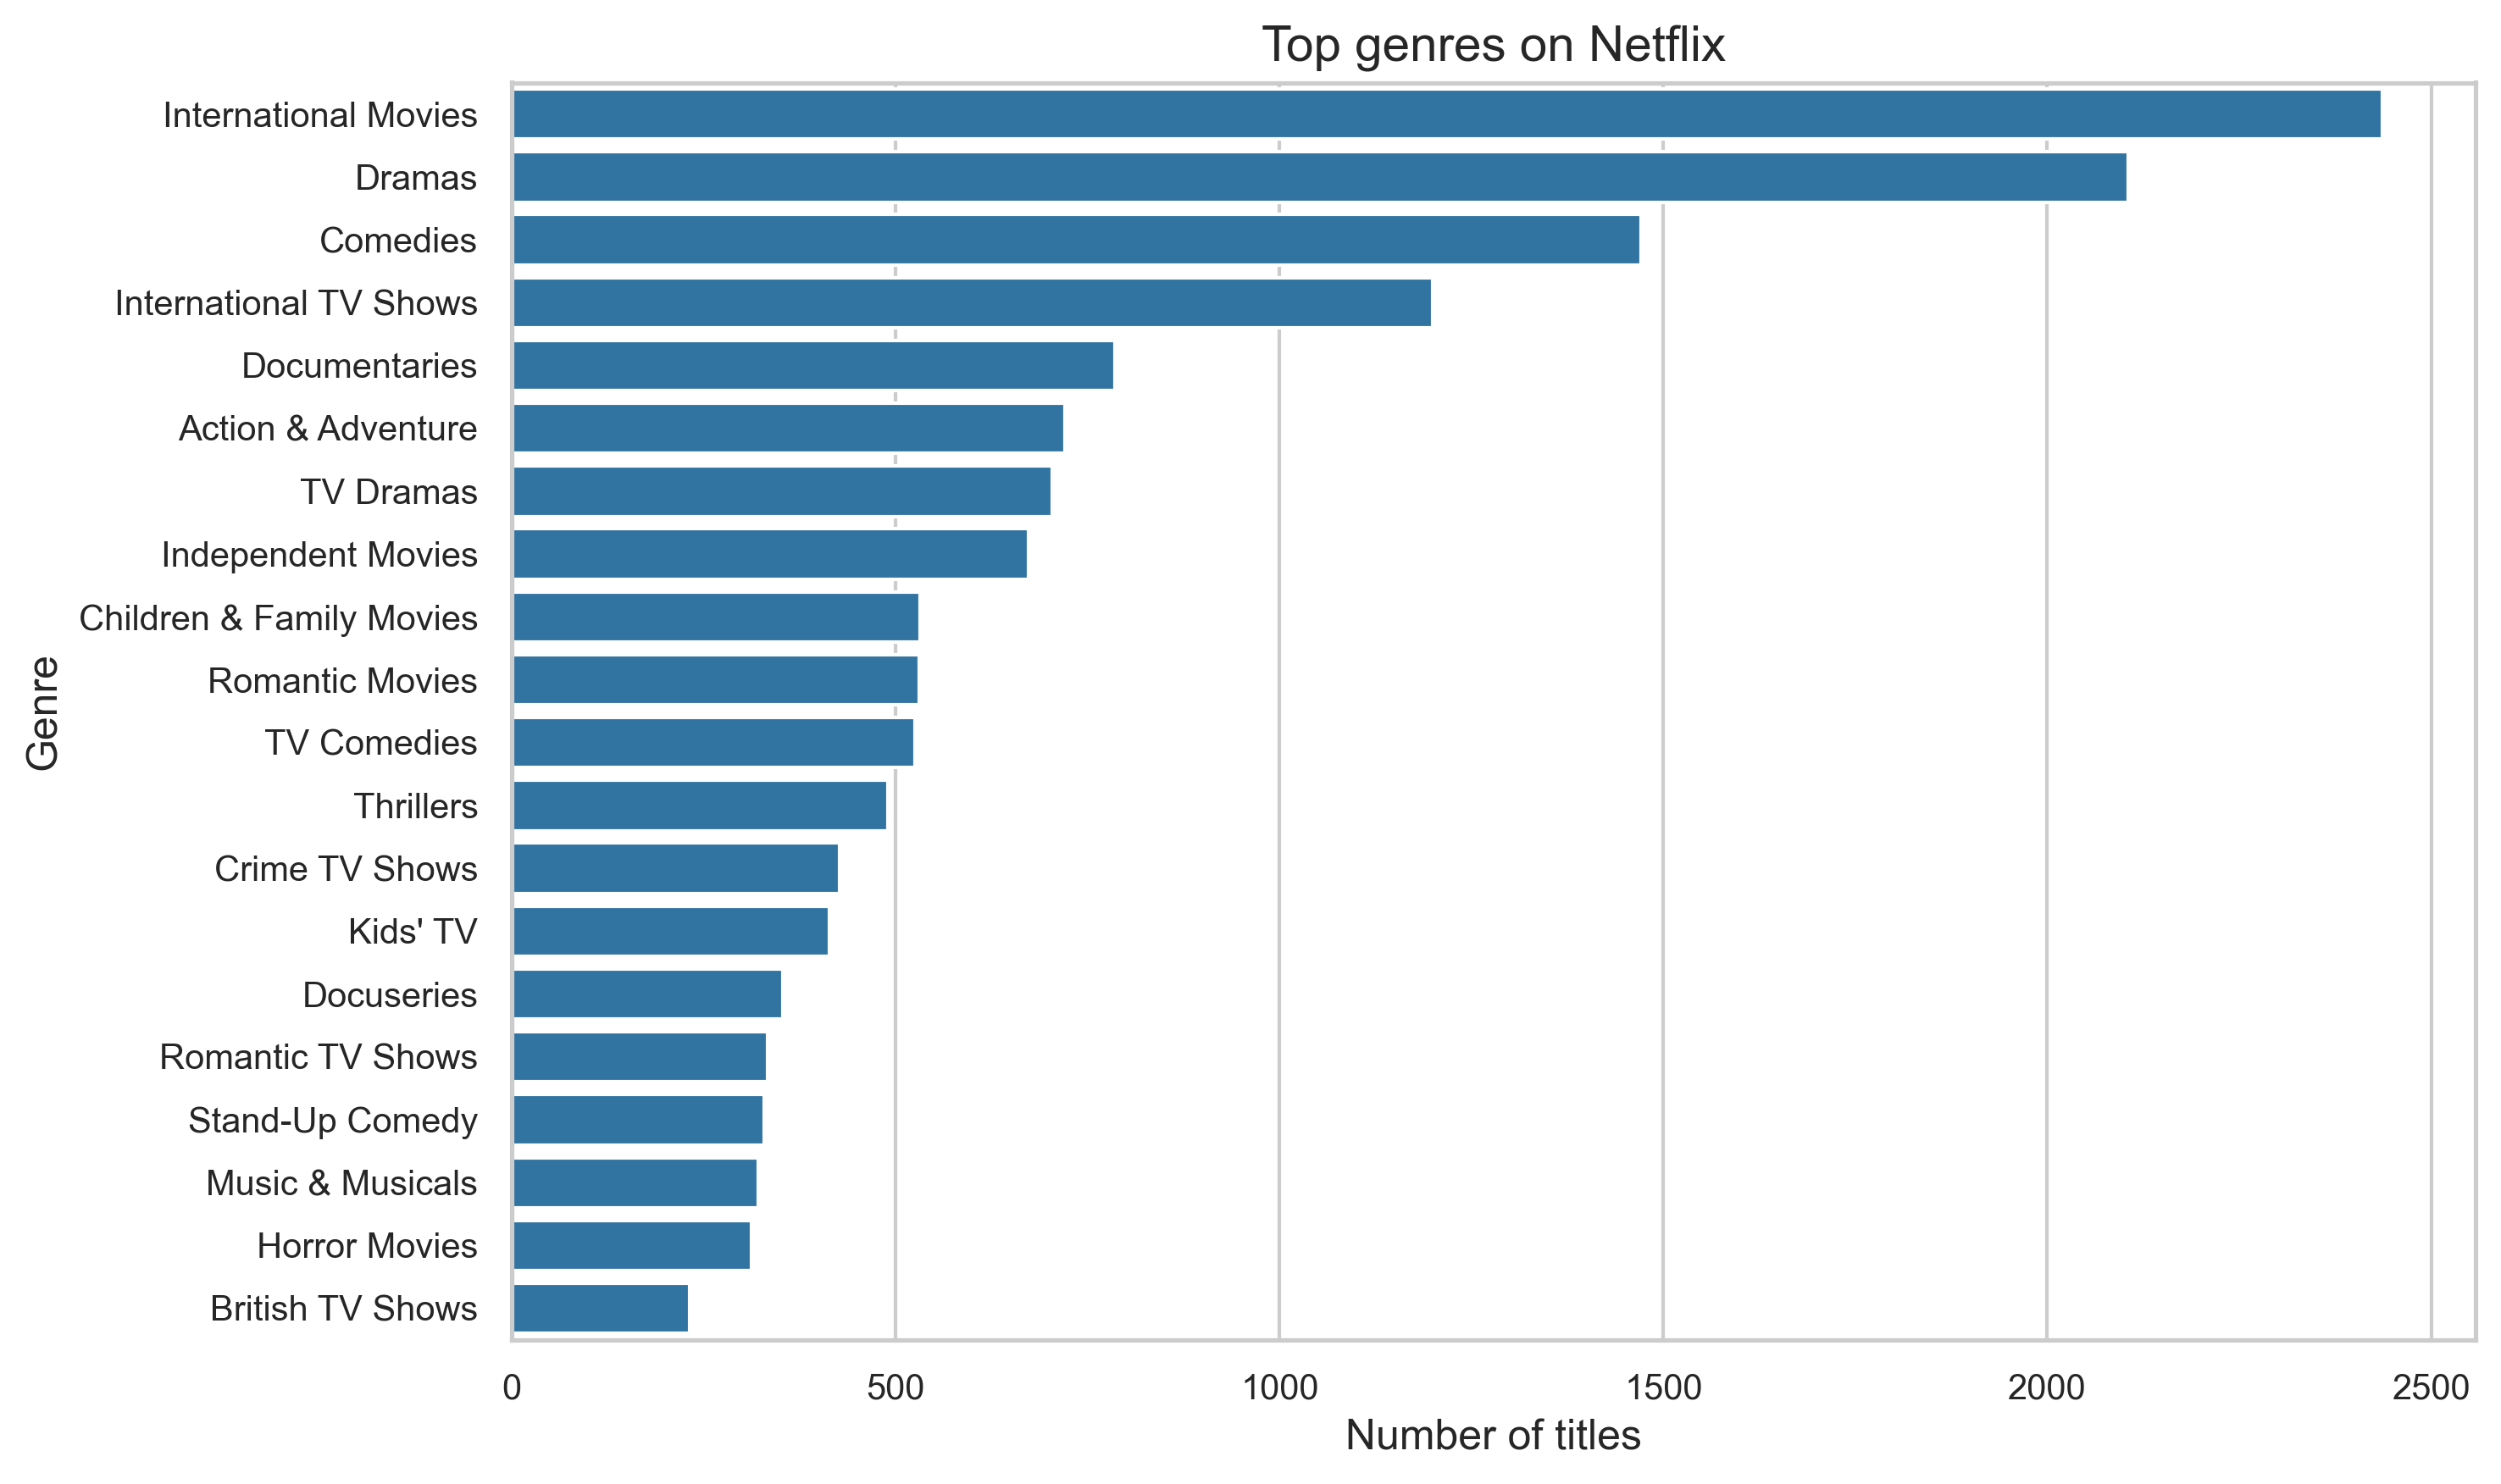 Top genres on Netflix
International Movies
Dramas
Comedies
International TV Shows
Documentaries
Action & Adventure
TV Dramas
Independent Movies
Children & Family Movies
Romantic Movies
TV Comedies
Thrillers
Crime TV Shows
Kids' TV
Docuseries
Romantic TV Shows
Stand-Up Comedy
Music & Musicals
Horror Movies
British TV Shows
Genre
0 500 1000 1500 2000 2500
Number of titles